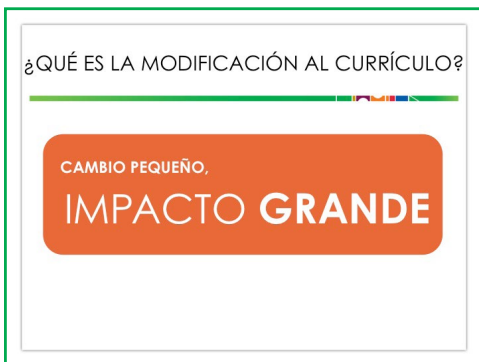 ¿QUÉ ES LA MODIFICACIÓN AL CURRÍCULO?
CAMBIO PEQUEÑO,
IMPACTO GRANDE